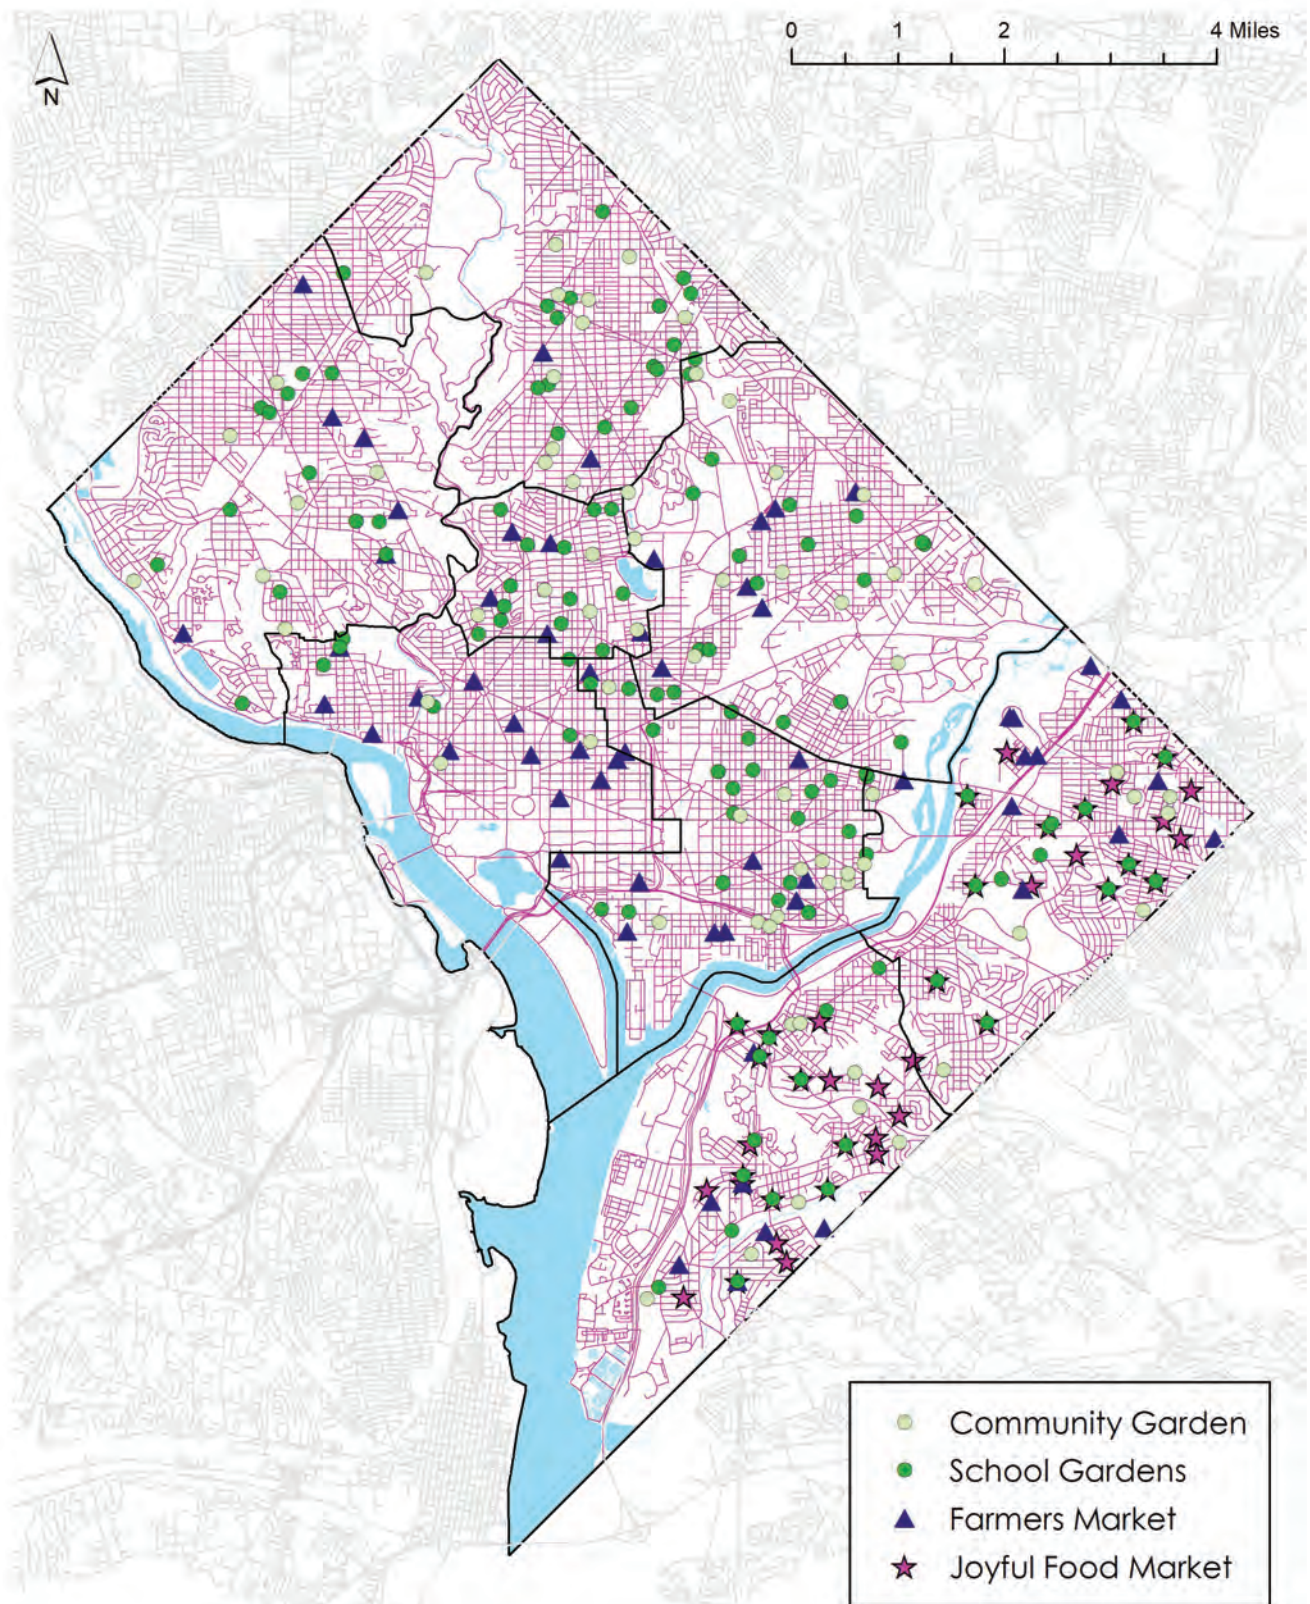 0 1 2 4 Miles
N
Community Garden
School Gardens
Farmers Market
Joyful Food Market